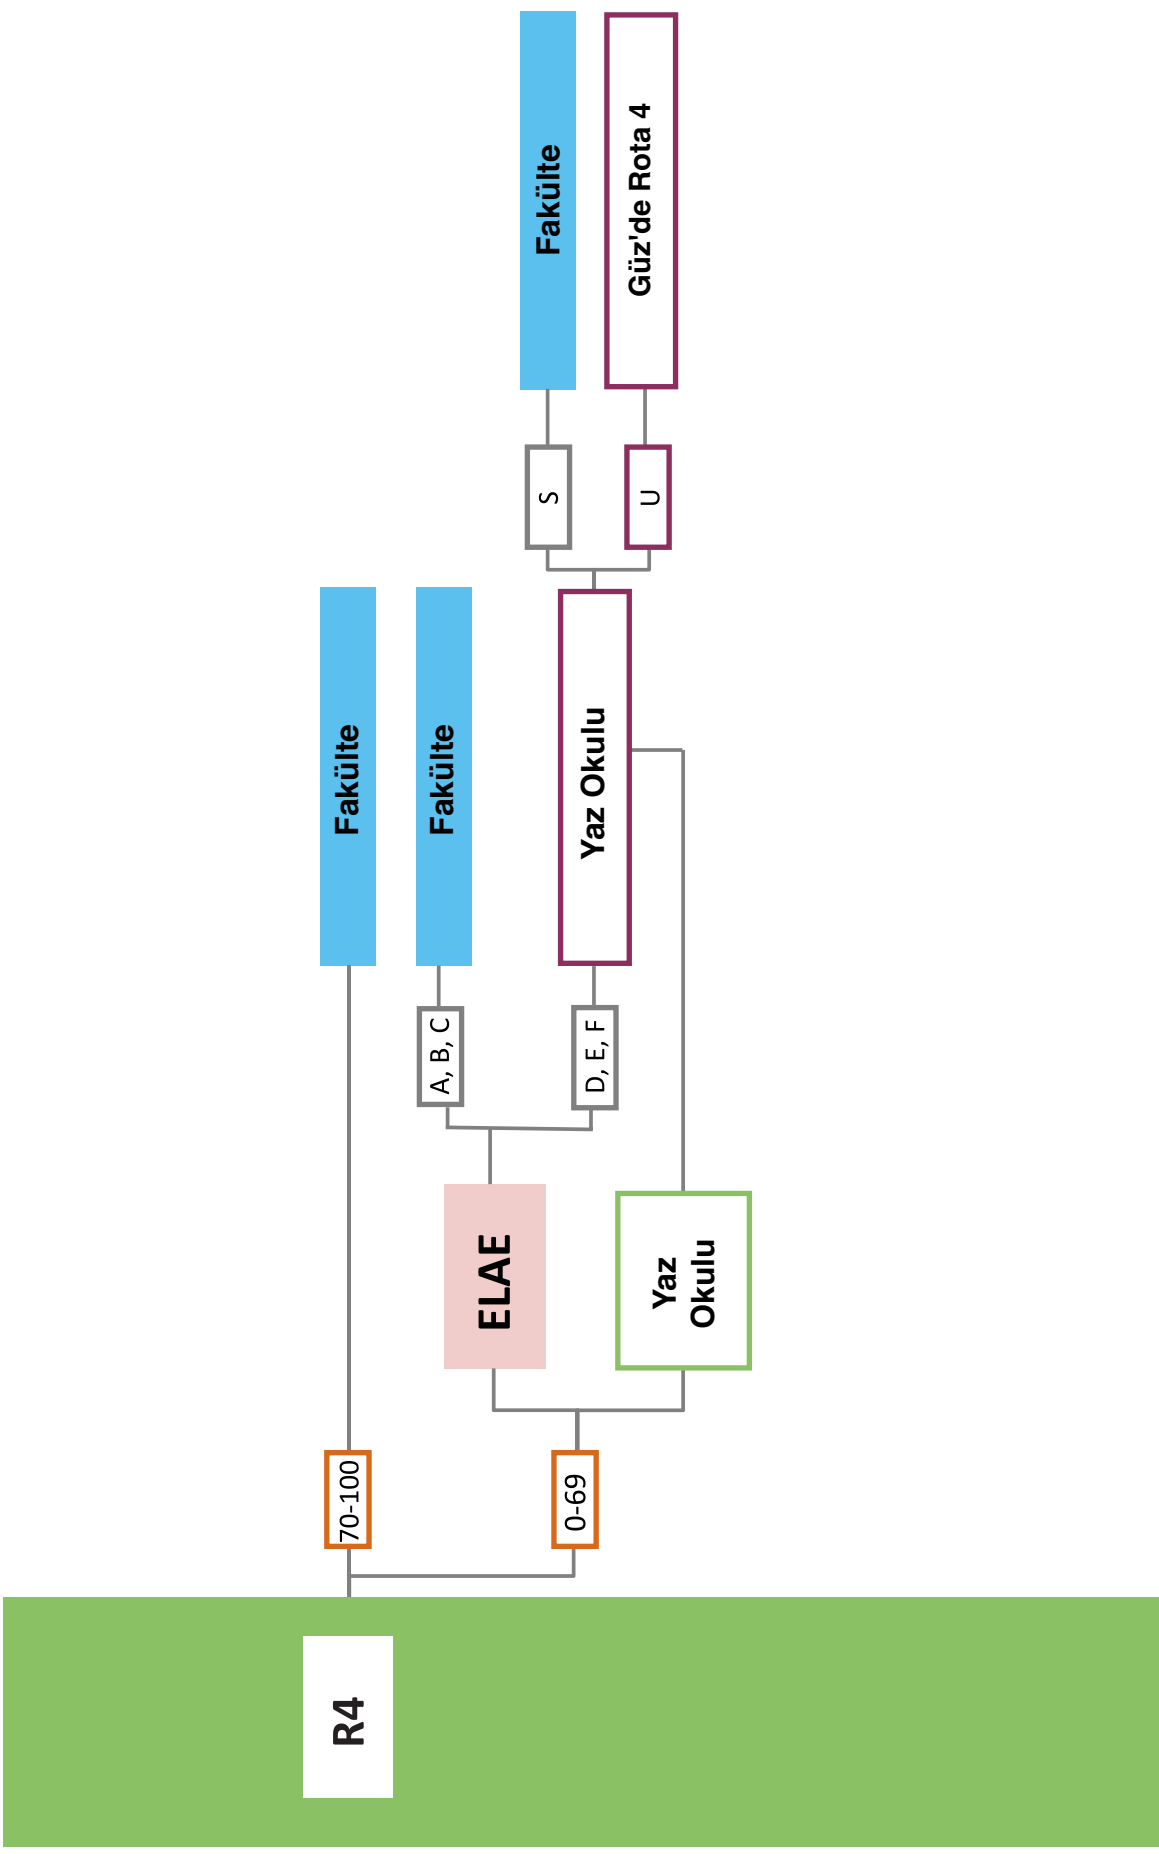 R4
70-100
0-69
ELAE
Yaz
Okulu
A, B, C
D, E, F
Fakülte
Fakülte
Yaz Okulu
S
U
Fakülte
Güz'de Rota 4